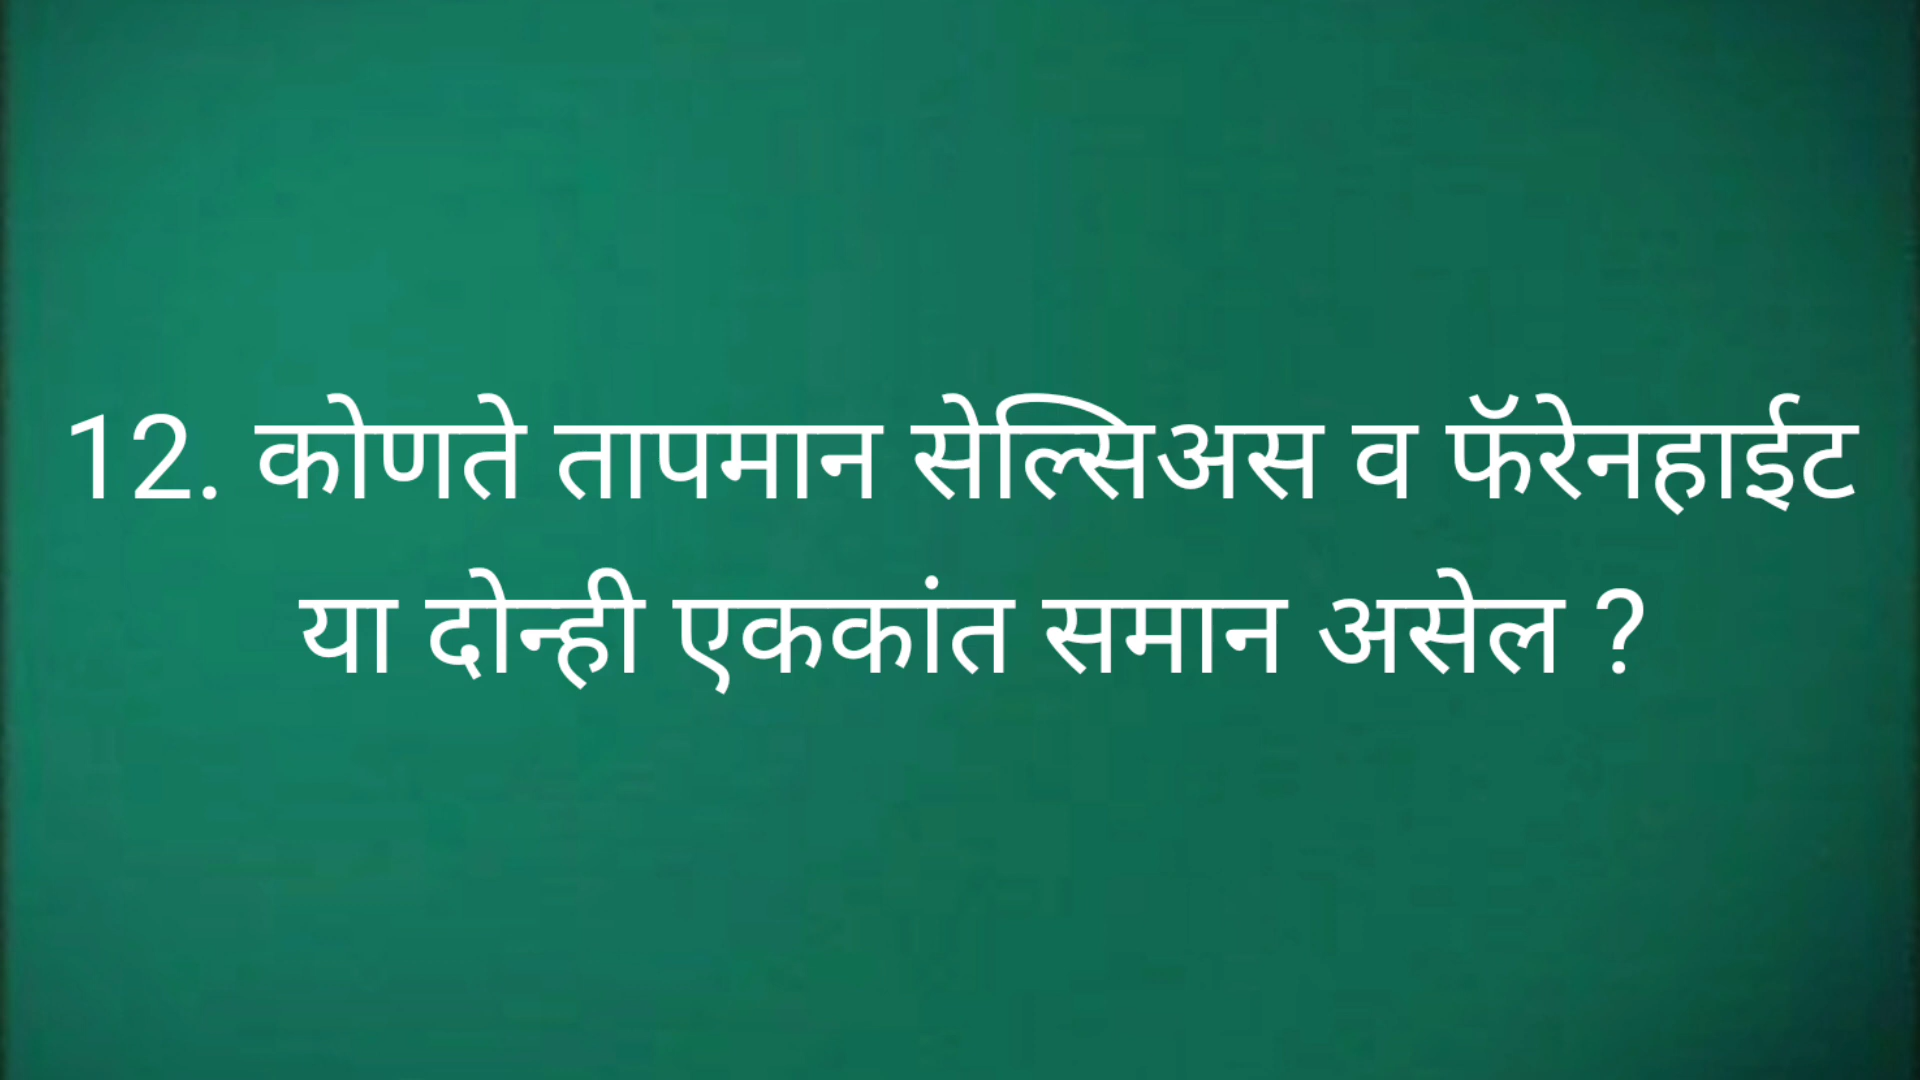 12. कोणते तापमान सेल्सिअस व फॅरेनहाईट
या दोन्ही एककांत समान असेल ?